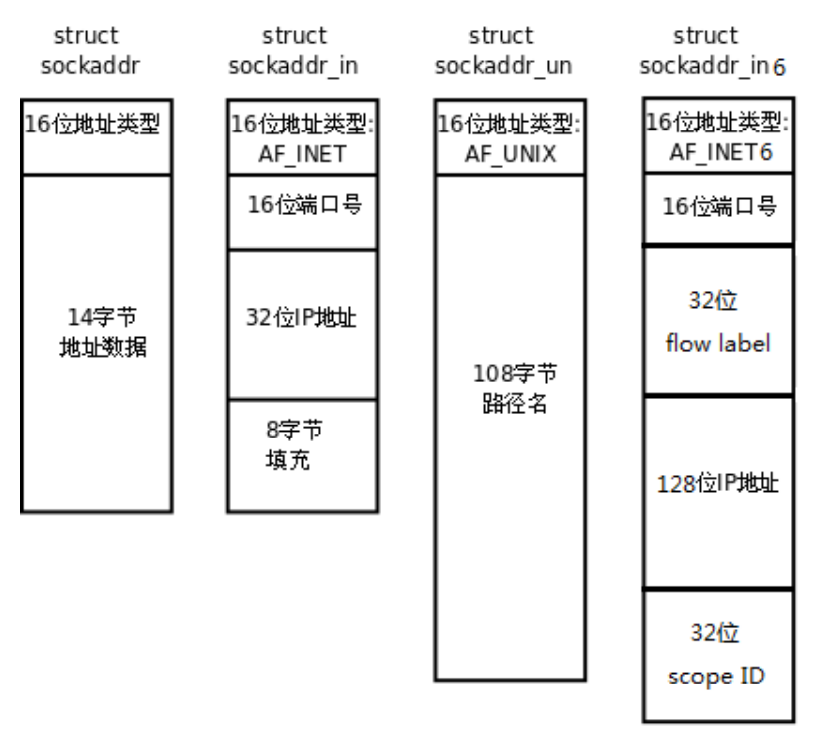 struct
sockaddr
16位地址类型
14字节
地址数据
struct
sockaddr_in
16位地址类型:
AF_INET
16位端口号
32位IP地址
8字节
填充
struct
sockaddr_un
16位地址类型:
AF_UNIX
108字节
路径名
struct
sockaddr_in6
16位地址类型:
AF_INET6
16位端口号
32位
flow label
128位IP地址
32位
scope ID